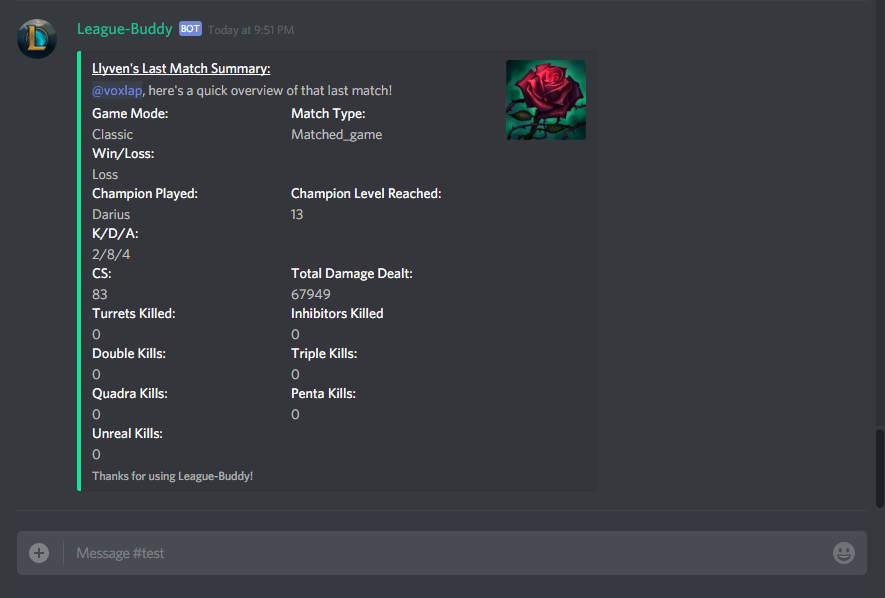 League-Buddy BOT Today at 9:51 PM
Llyven's Last Match Summary:
@voxlap, here's a quick overview of that last match!
Game Mode: Match Type:
Classic Matched_game
Win/Loss:
Loss
Champion Played: Champion Level Reached:
Darius 13
K/D/A:
2/8/4
CS: Total Damage Dealt:
83 67949
Turrets Killed: Inhibitors Killed
0 0
Double Kills: Triple Kills:
0 0
Quadra Kills: Penta Kills:
0 0
Unreal Kills:
0
Thanks for using League-Buddy!
Message #test